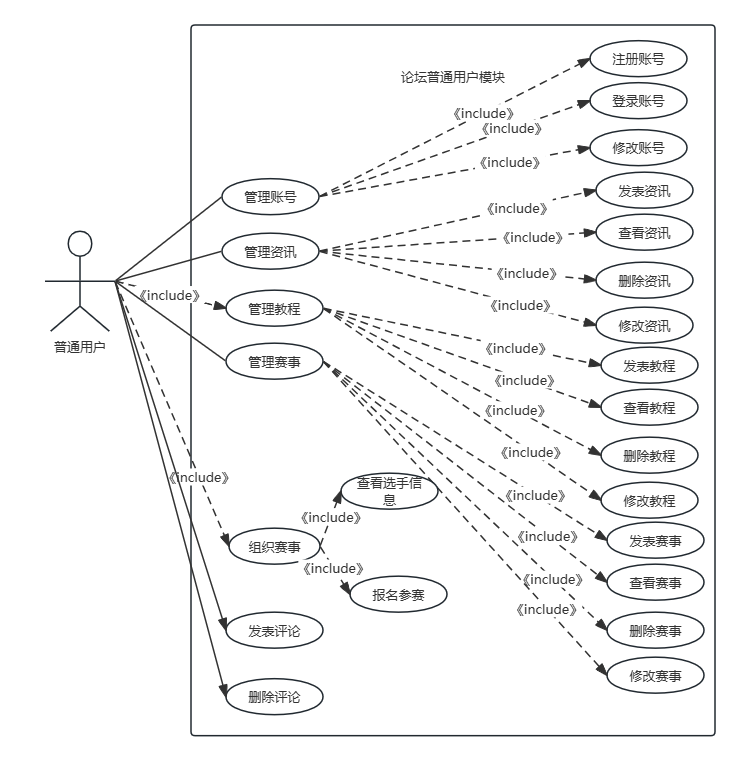 论坛普通用户模块
注册账号
《include》
登录账号
《include》
修改账号
《include》
管理账号
发表资讯
《include》
查看资讯
《include》
管理资讯
删除资讯
《include》
修改资讯
《include》
《include》
管理教程
普通用户
发表教程
《include》
管理赛事
查看教程
《include》
《include》
删除教程
《include》
修改教程
《include》
查看选手信
息
《include》
发表赛事
《include》
《include》
组织赛事
查看赛事
《include》
《include》
报名参赛
删除赛事
《include》
发表评论
修改赛事
删除评论